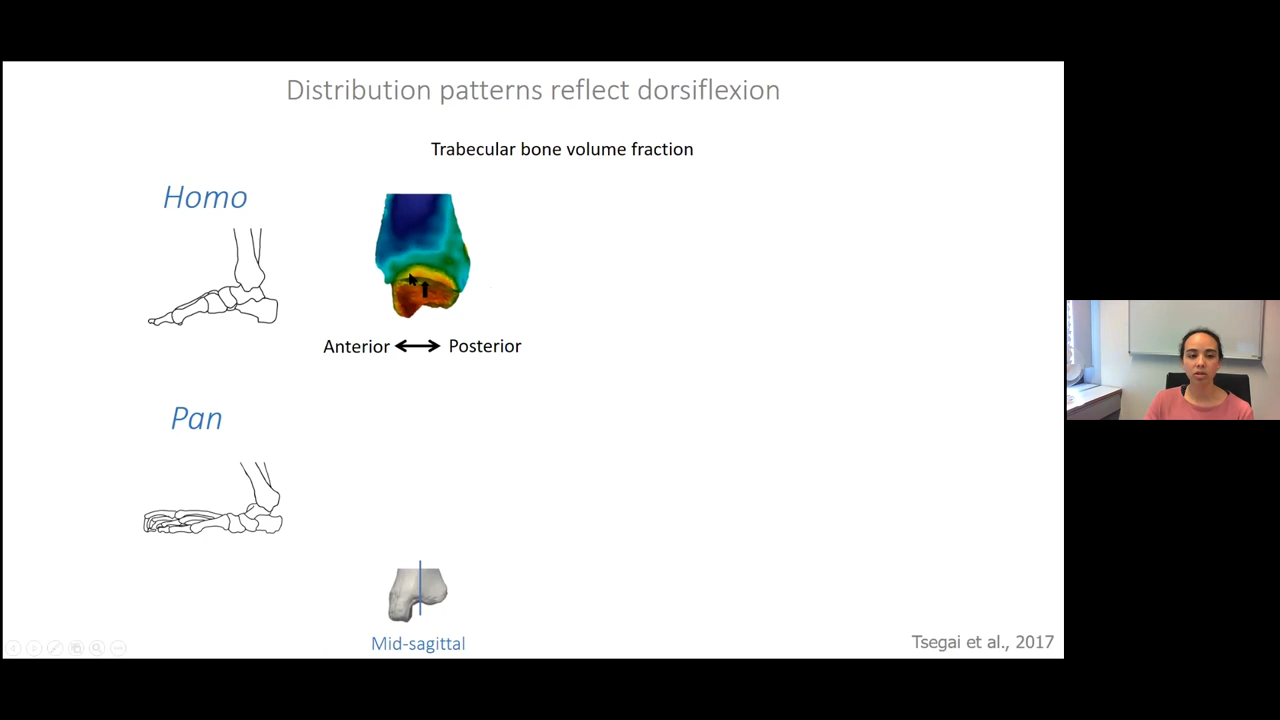 Distribution patterns reflect dorsiflexion
Trabecular bone volume fraction
Homo
Anterior
Posterior
Pan
Mid-sagittal
Tsegai et al., 2017